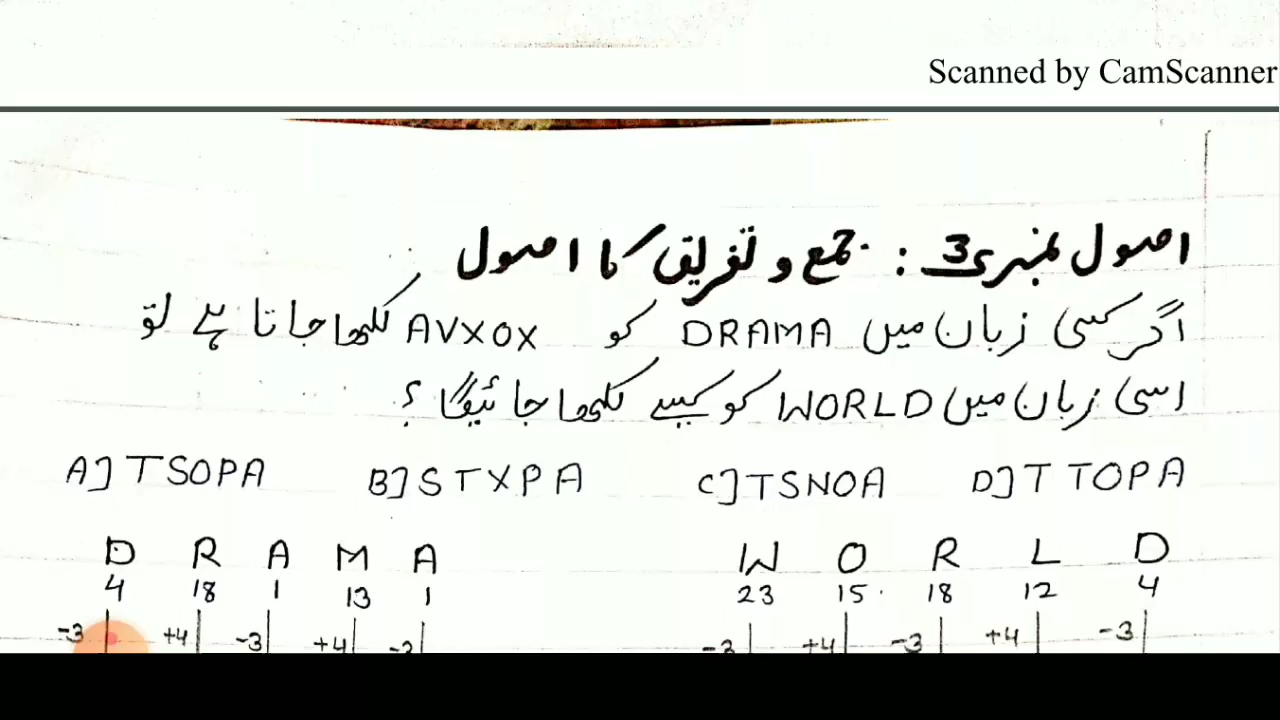 Scanned by CamScanner
اصول نمبر 3 : جمع و تفریق کا اصول
اگر کسی زبان میں DRAMA کو AVXOX لکھا جاتا ہے تو
اسی زبان میں WORLD کو کیسے لکھا جائیگا ؟
A] TSOPA B] STXPA C] TSNOA D] TTOPA
D R A M A W O R L D
4 18 1 13 1 23 15 18 12 4
-3 +4 -3 +4 -3 -3 +4 -3 +4 -3